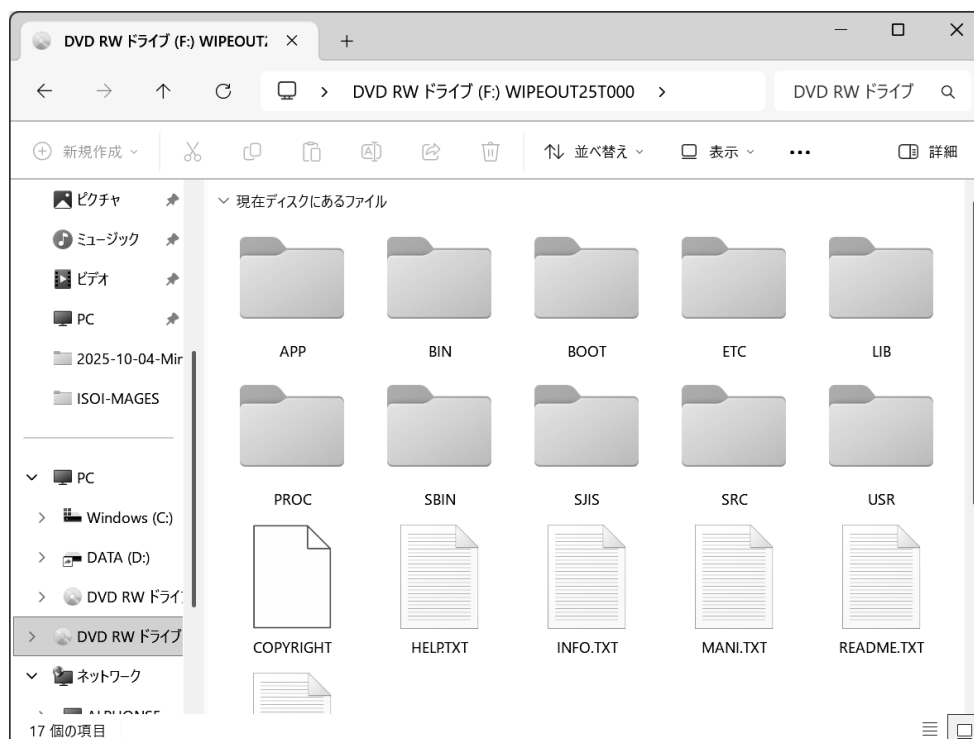 DVD RW ドライブ (F:) WIPEOUT2
DVD RW ドライブ (F:) WIPEOUT25T000
DVD RW ドライブ
新規作成
並べ替え
表示
詳細
ピクチャ
ミュージック
ビデオ
PC
2025-10-04-Mir
ISOI-MAGES
PC
Windows (C:)
DATA (D:)
DVD RW ドライ
DVD RW ドライブ
ネットワーク
現在ディスクにあるファイル
APP BIN BOOT ETC LIB
PROC SBIN SJIS SRC USR
COPYRIGHT HELP.TXT INFO.TXT MANI.TXT README.TXT
17 個の項目